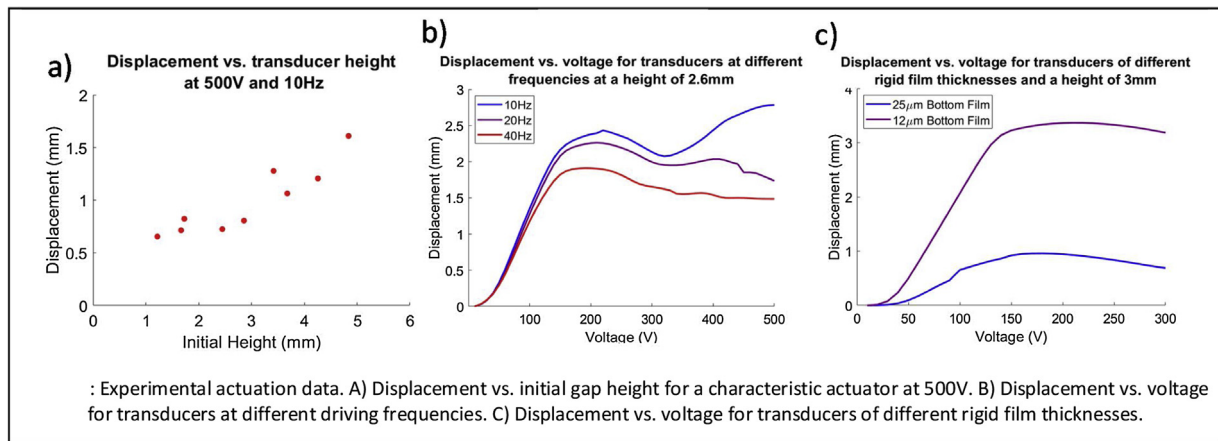 a)
Displacement vs. transducer height
at 500V and 10Hz
Displacement (mm)
2
1.5
1
0.5
0
0
1
2
3
4
5
6
Initial Height (mm)
b)
Displacement vs. voltage for transducers at different
frequencies at a height of 2.6mm
10Hz
20Hz
40Hz
Displacement (mm)
3
2.5
2
1.5
1
0.5
0
100
200
300
400
500
Voltage (V)
c)
Displacement vs. voltage for transducers of different
rigid film thicknesses and a height of 3mm
25μm Bottom Film
12μm Bottom Film
Displacement (mm)
4
3
2
1
0
0
50
100
150
200
250
300
Voltage (V)
: Experimental actuation data. A) Displacement vs. initial gap height for a characteristic actuator at 500V. B) Displacement vs. voltage
for transducers at different driving frequencies. C) Displacement vs. voltage for transducers of different rigid film thicknesses.